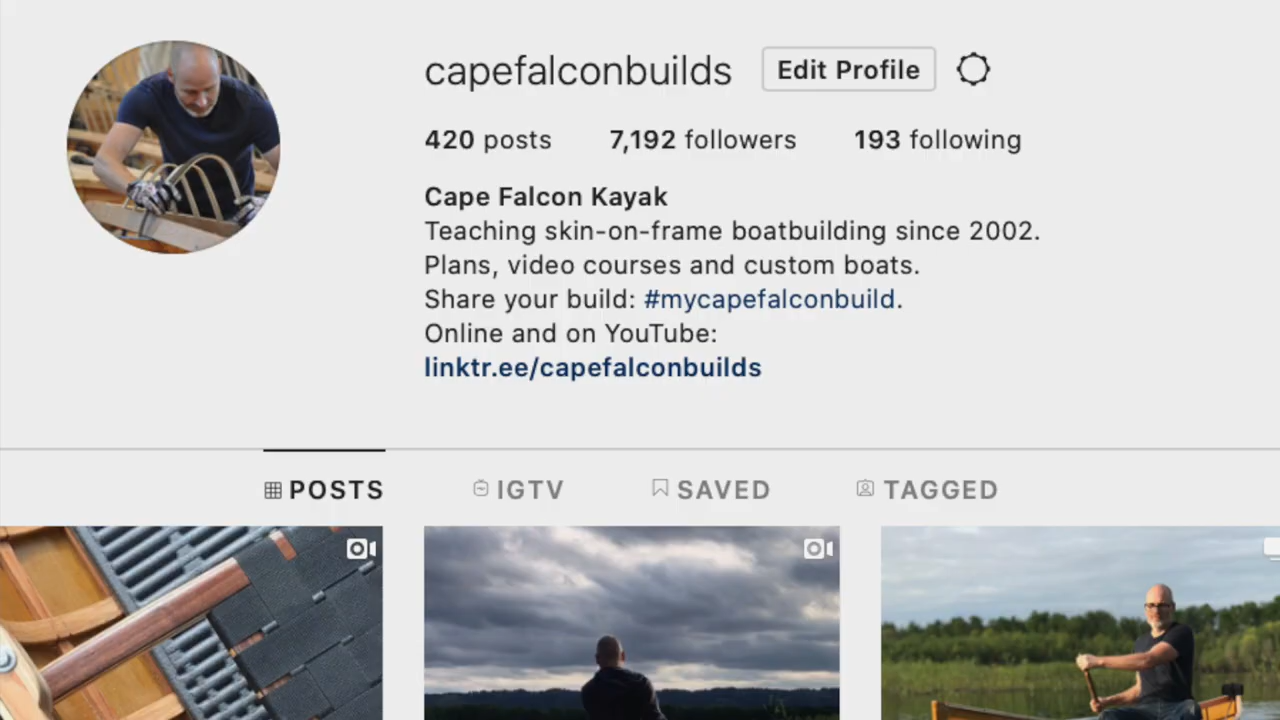 capefalconbuilds Edit Profile
420 posts 7,192 followers 193 following
Cape Falcon Kayak
Teaching skin-on-frame boatbuilding since 2002.
Plans, video courses and custom boats.
Share your build: #mycapefalconbuild.
Online and on YouTube:
linktr.ee/capefalconbuilds
POSTS IGTV SAVED TAGGED